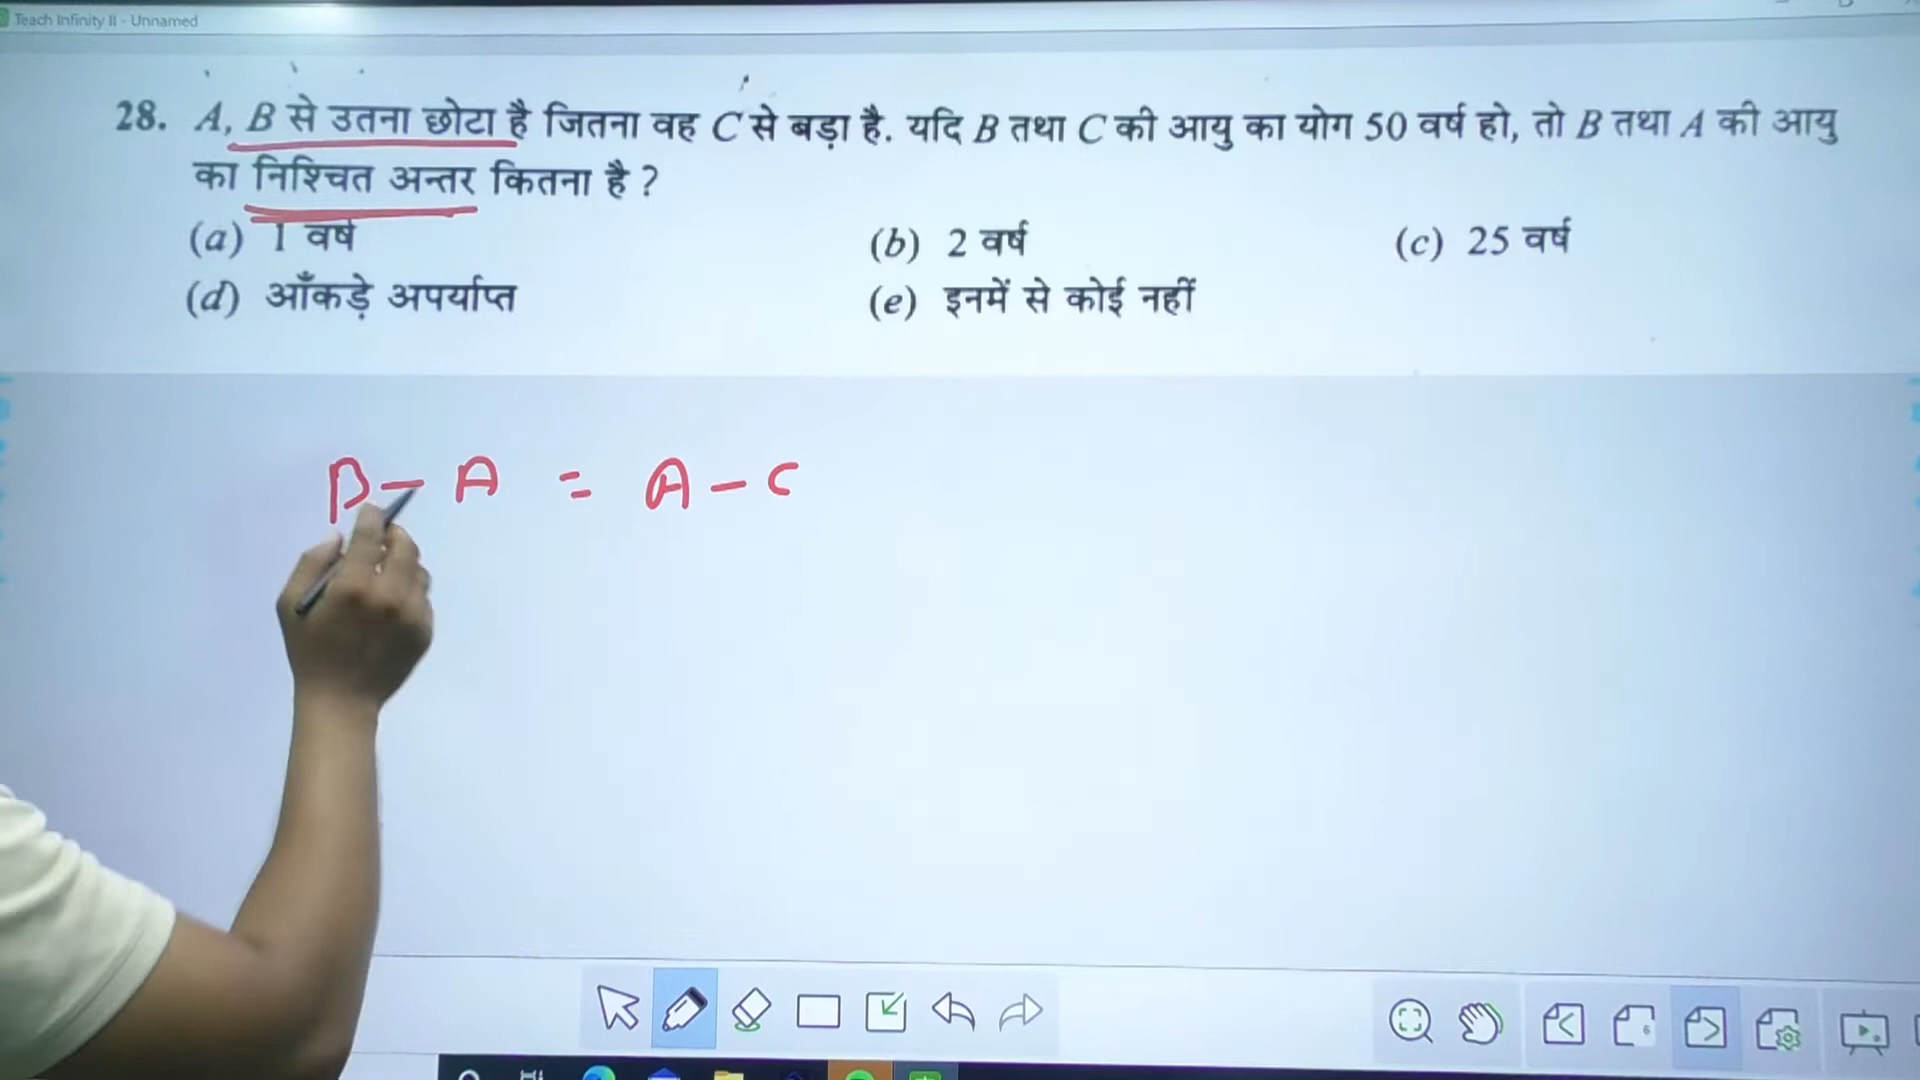 Teach Infinity II - Unnamed
28. A, B से उतना छोटा है जितना वह C से बड़ा है. यदि B तथा C की आयु का योग 50 वर्ष हो, तो B तथा A की आयु
का निश्चित अन्तर कितना है ?
(a) 1 वर्ष (b) 2 वर्ष (c) 25 वर्ष
(d) आँकड़े अपर्याप्त (e) इनमें से कोई नहीं
B - A = A - C
6